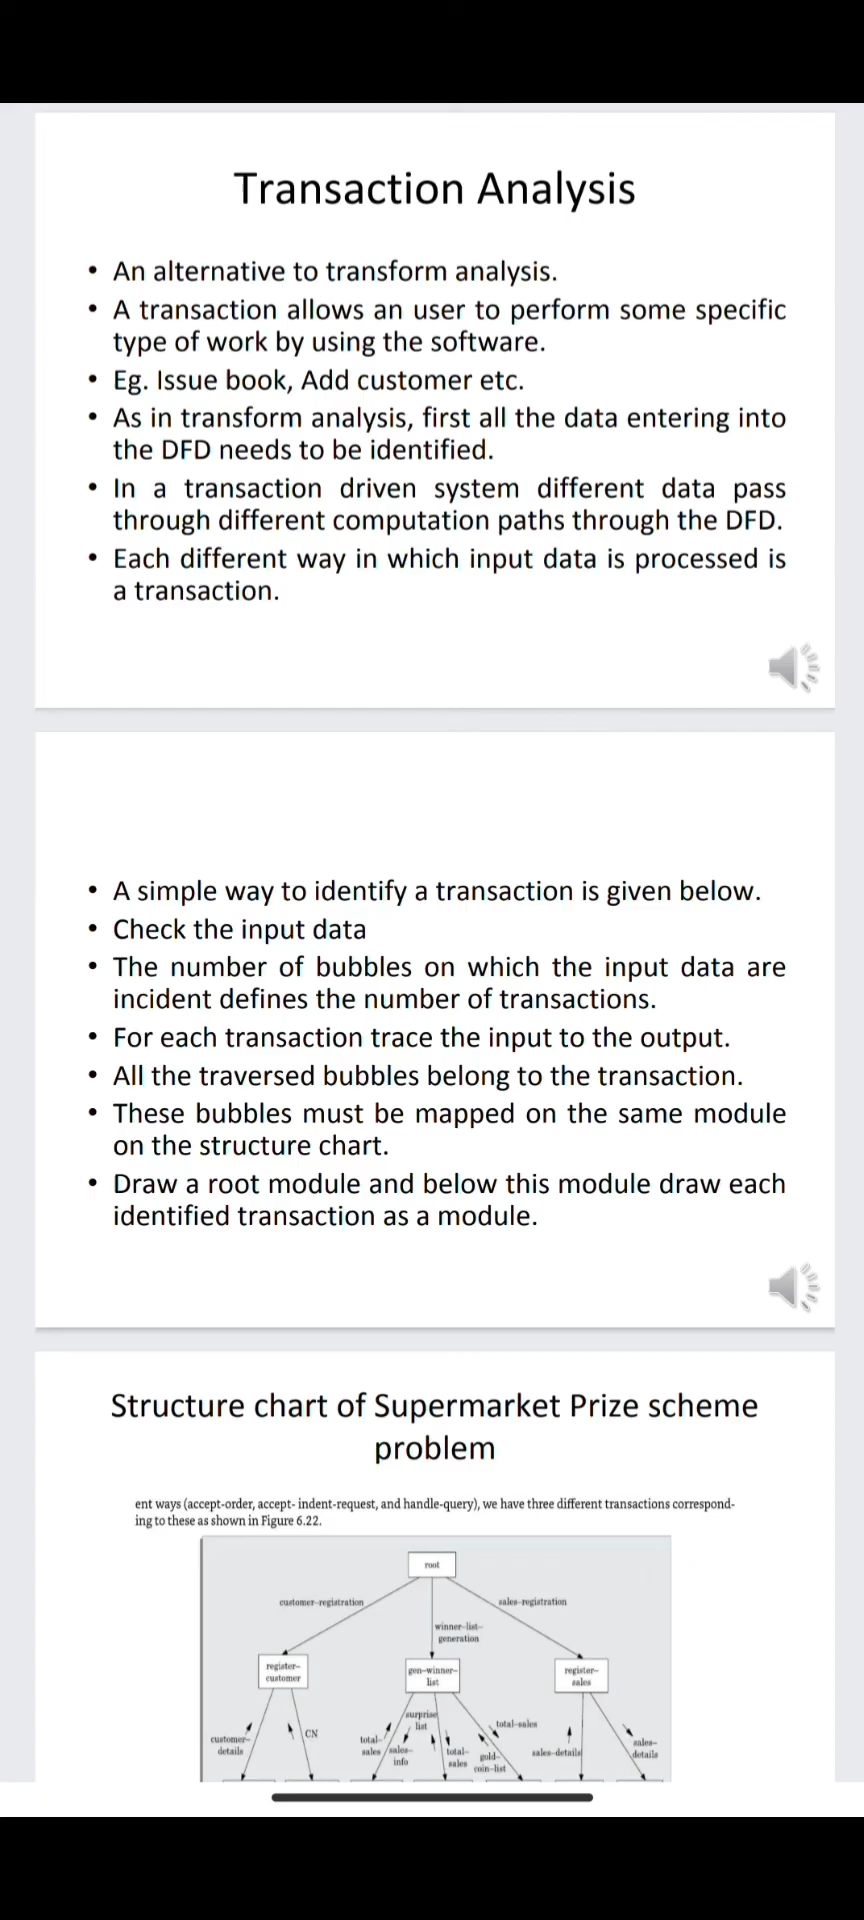 Transaction Analysis
• An alternative to transform analysis.
• A transaction allows an user to perform some specific
type of work by using the software.
• Eg. Issue book, Add customer etc.
• As in transform analysis, first all the data entering into
the DFD needs to be identified.
• In a transaction driven system different data pass
through different computation paths through the DFD.
• Each different way in which input data is processed is
a transaction.
• A simple way to identify a transaction is given below.
• Check the input data
• The number of bubbles on which the input data are
incident defines the number of transactions.
• For each transaction trace the input to the output.
• All the traversed bubbles belong to the transaction.
• These bubbles must be mapped on the same module
on the structure chart.
• Draw a root module and below this module draw each
identified transaction as a module.
Structure chart of Supermarket Prize scheme
problem
ent ways (accept-order, accept- indent-request, and handle-query), we have three different transactions correspond-
ing to these as shown in Figure 6.22.
root
customer-registration
sales-registration
winner-list-
generation
register-
customer
gen-winner-
list
register-
sales
customer-
details
CN
total-
sales
surprise
list
sales-
info
total-
sales
total-sales
gold-
coin-list
sales-details
sales-
details